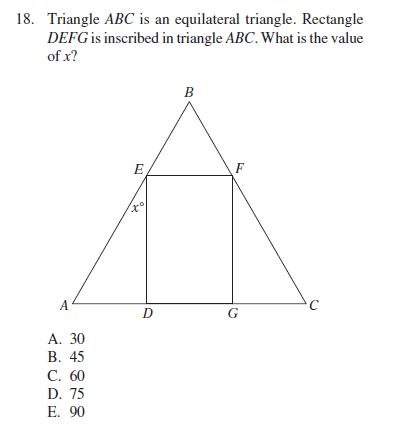 18. Triangle ABC is an equilateral triangle. Rectangle
DEFG is inscribed in triangle ABC. What is the value
of x?
B
E
F
x°
A
D
G
C
A. 30
B. 45
C. 60
D. 75
E. 90